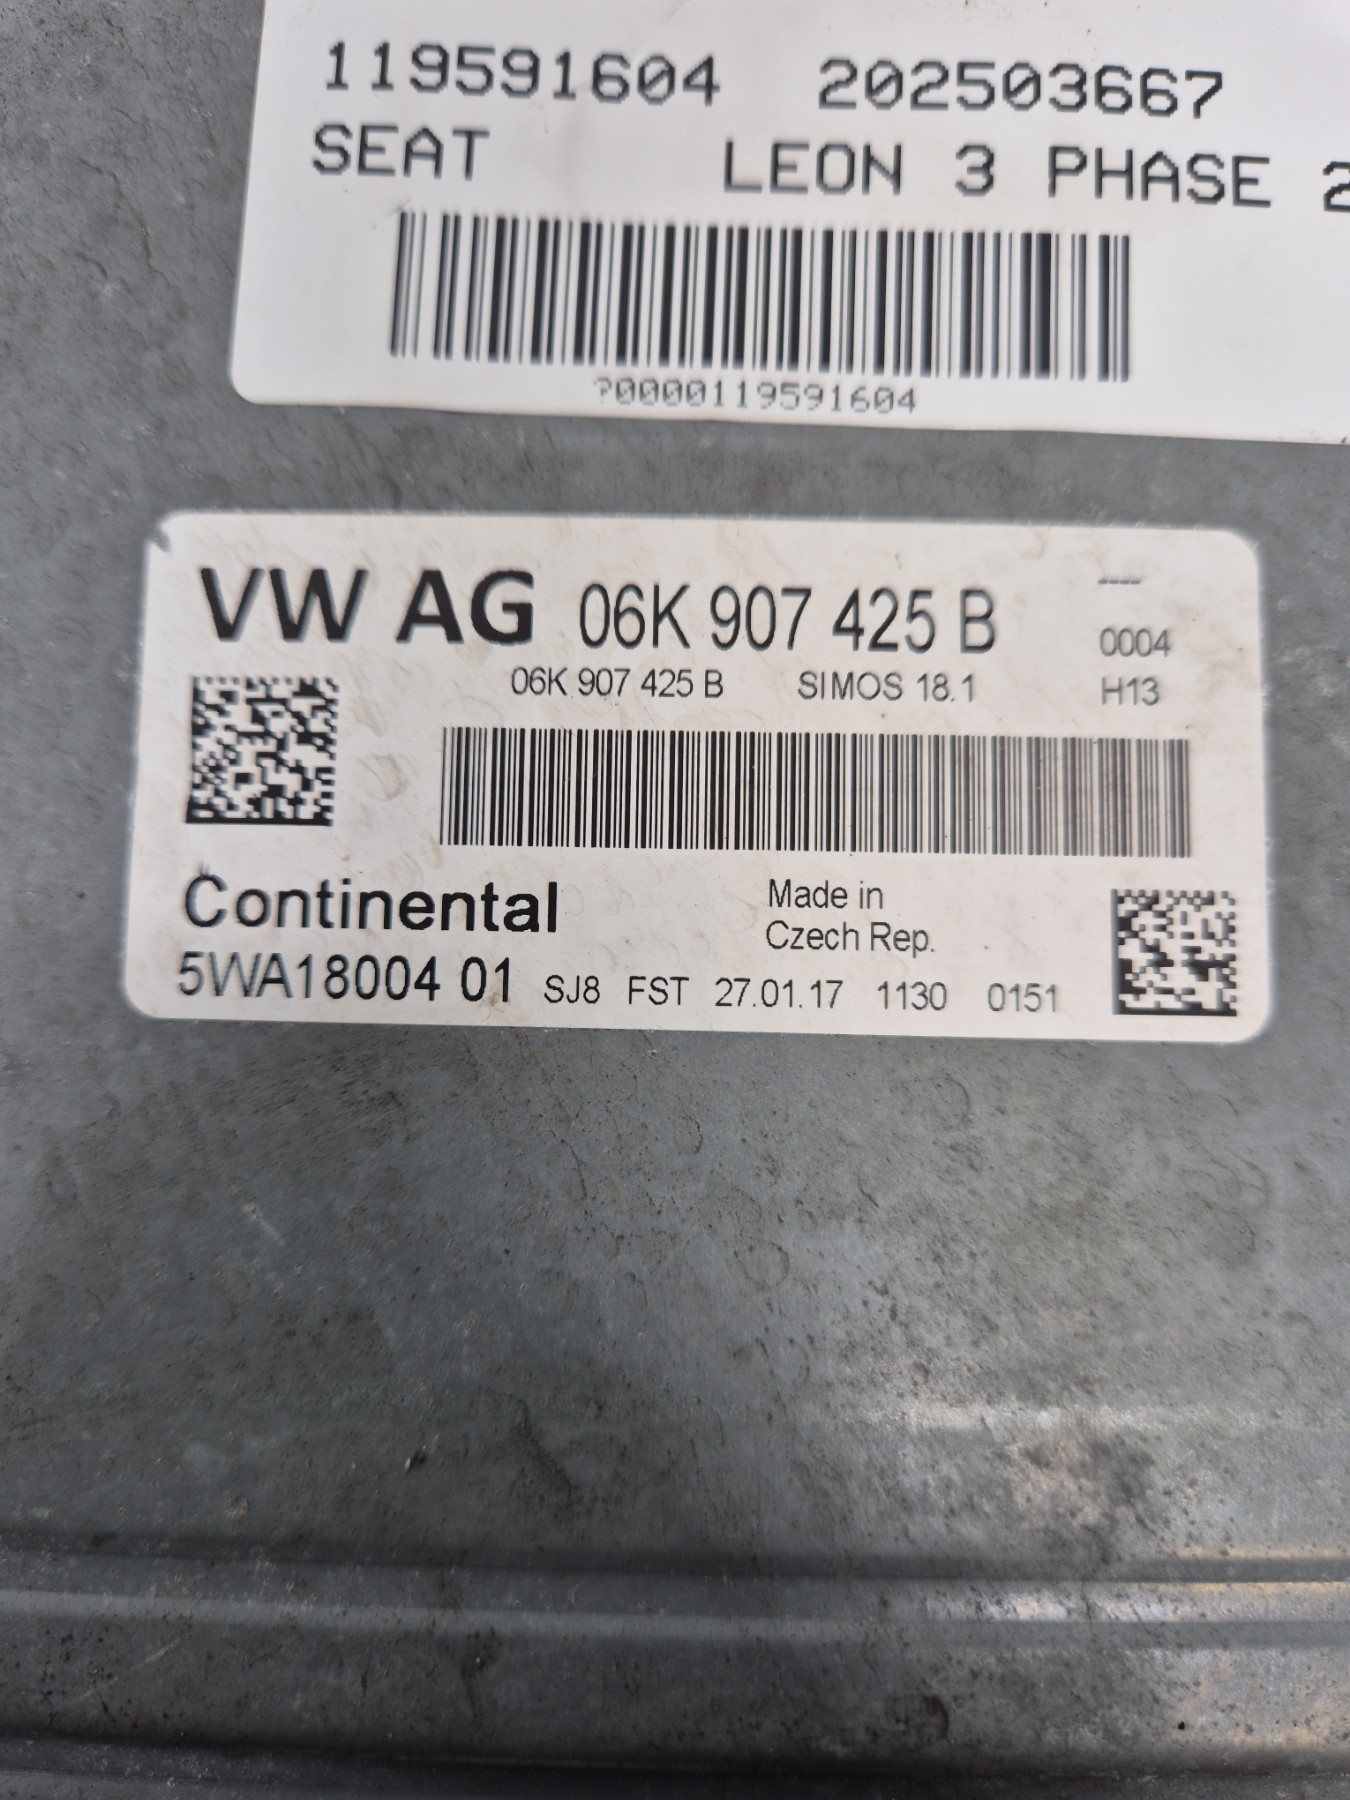 119591604 202503667
SEAT LEON 3 PHASE 2
?0000119591604
VW AG 06K 907 425 B ----
0004
06K 907 425 B SIMOS 18.1 H13
Continental
Made in
Czech Rep.
5WA18004 01 SJ8 FST 27.01.17 1130 0151